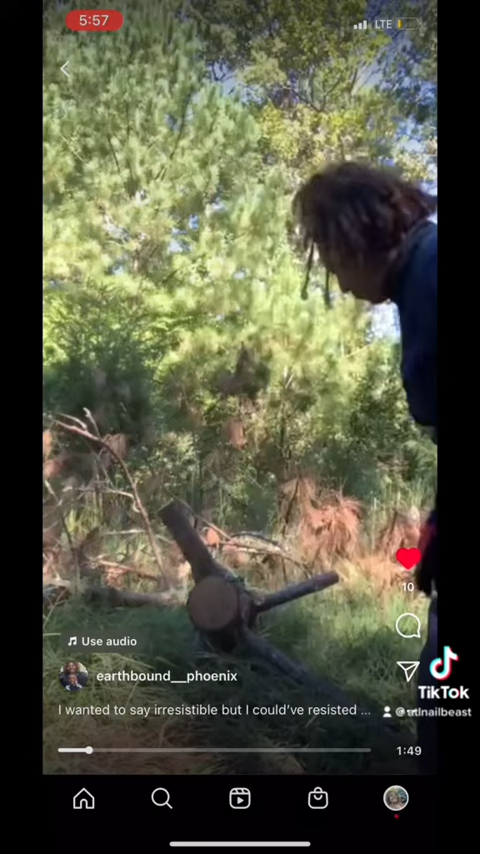 5:57
LTE
Use audio
earthbound__phoenix
I wanted to say irresistible but I could've resisted ...
10
TikTok
1:49